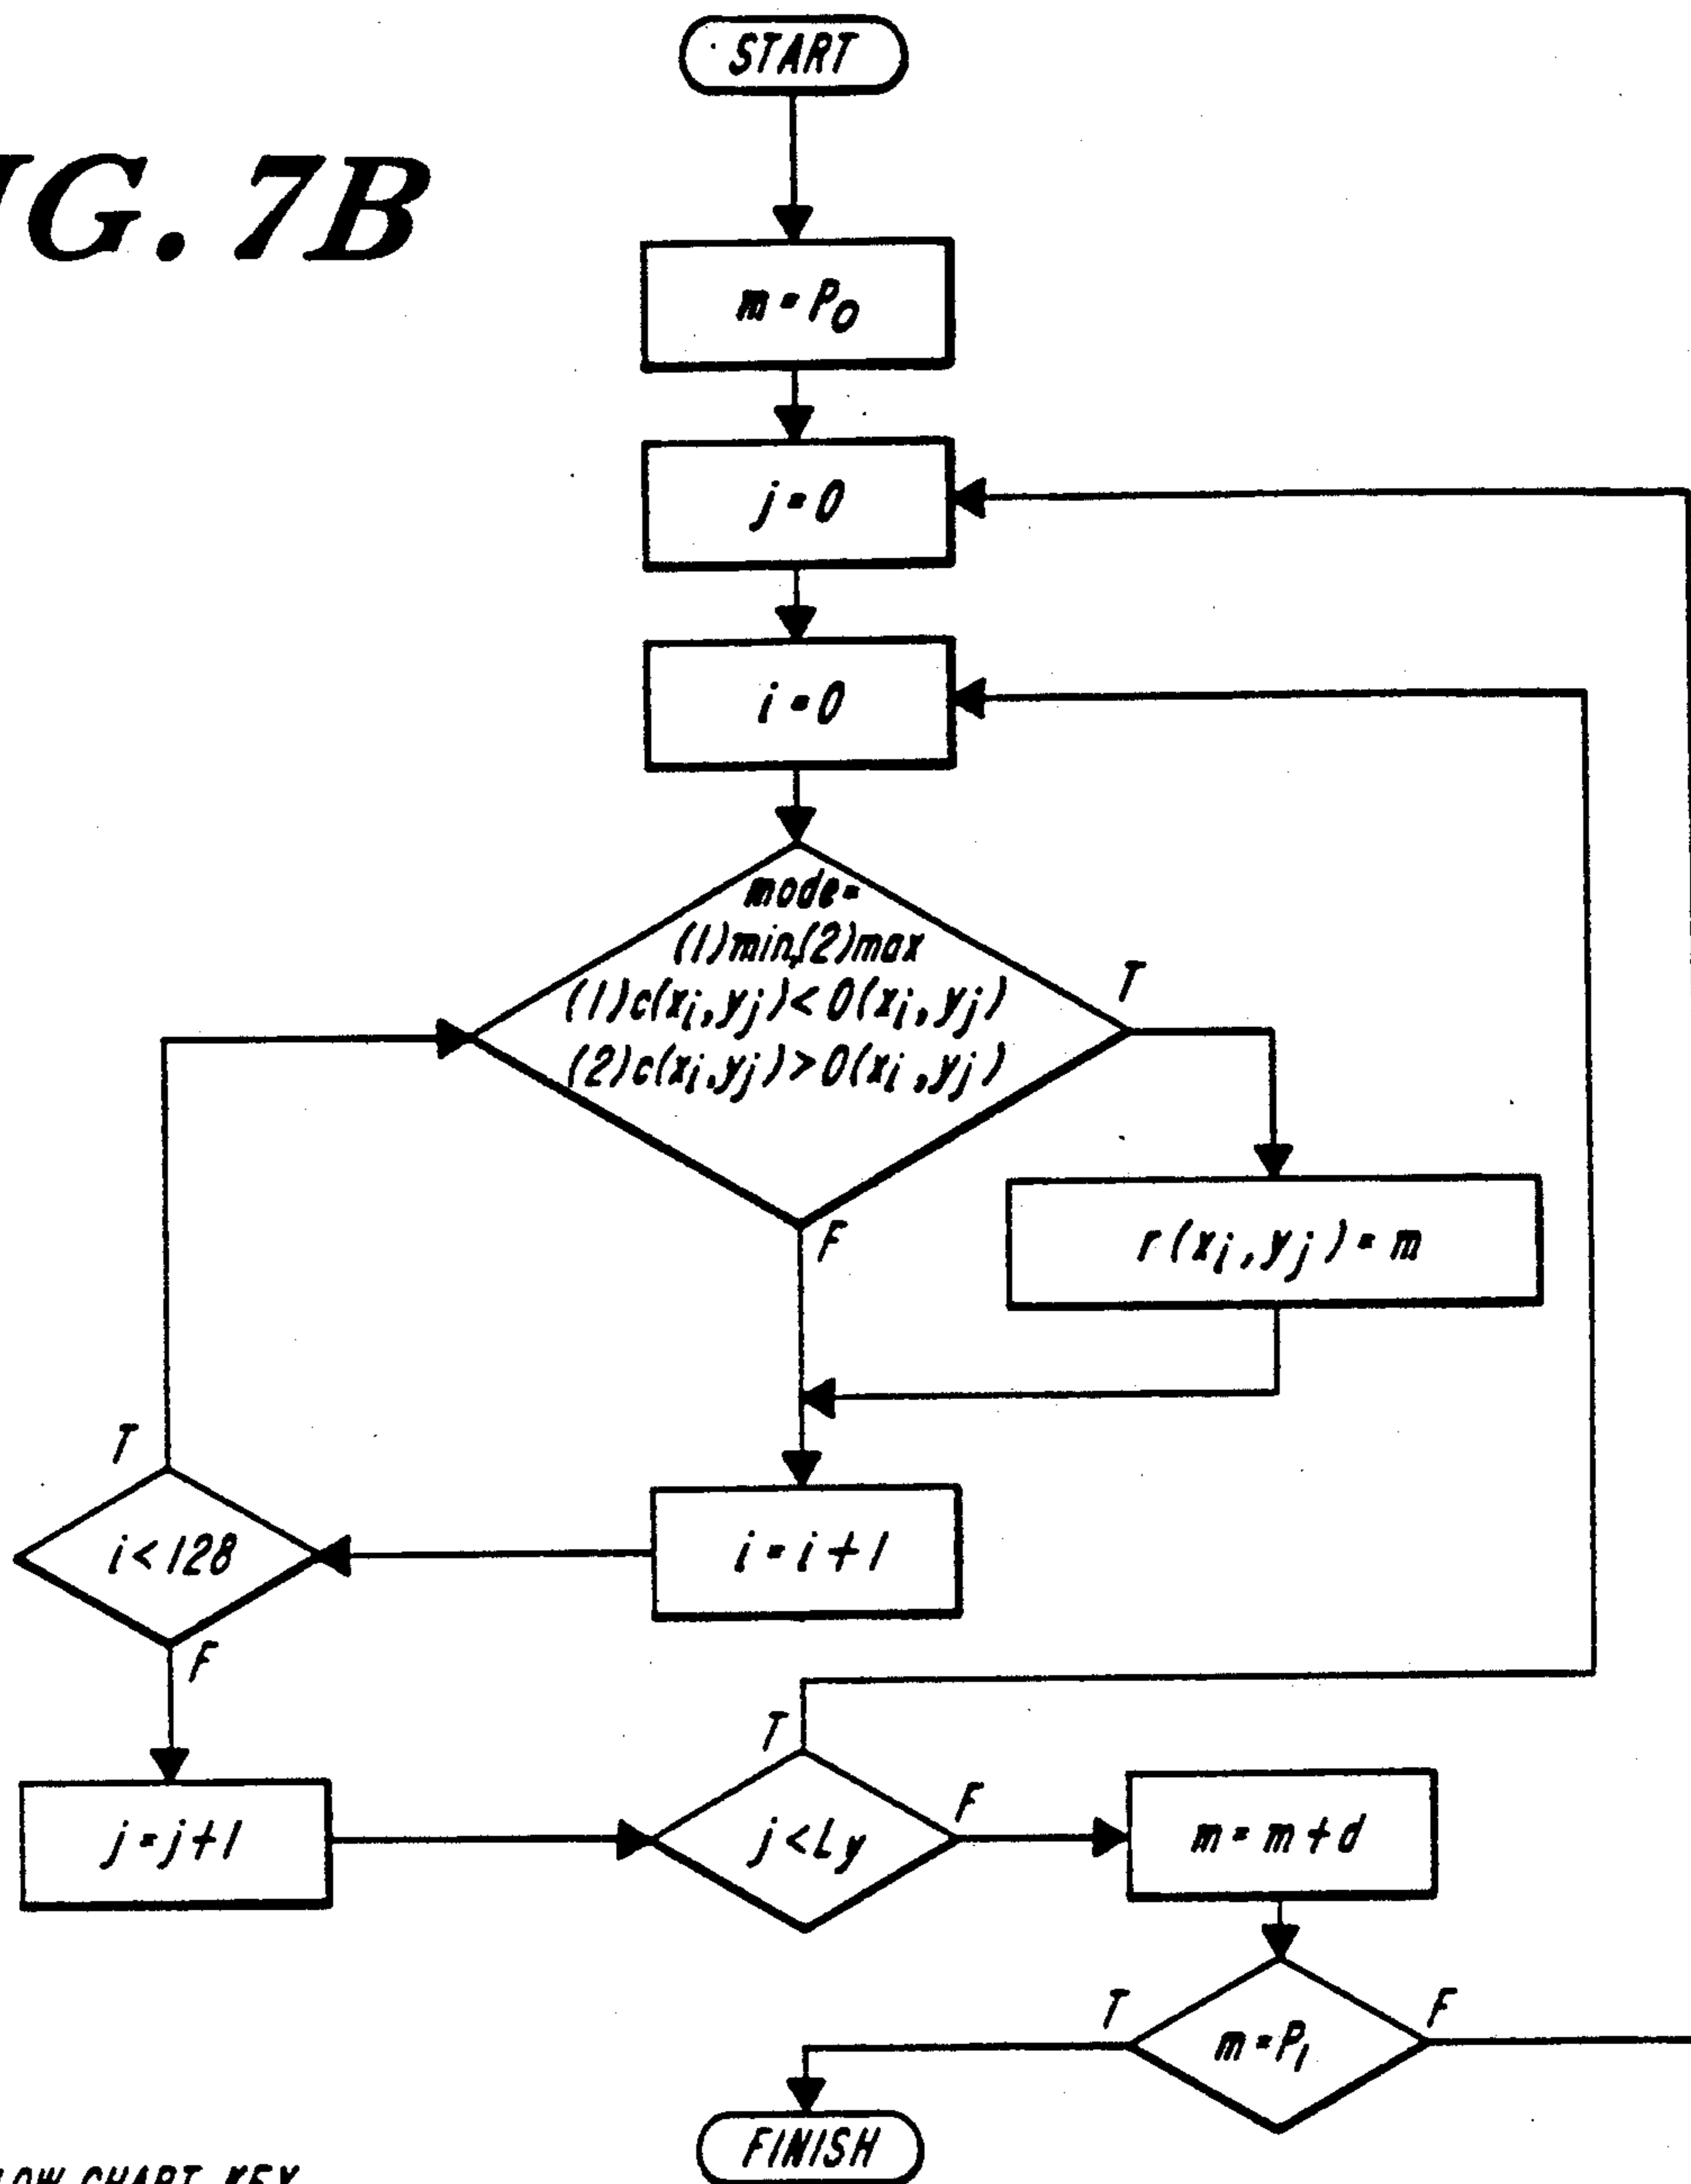 START
G. 7B
m=P0
j=0
i=0
mode=
(1)min,(2)max
(1)c(xi,yj)<0(xi,yj)
(2)c(xi,yj)>0(xi,yj)
T
F
r(xi,yj)=m
T
i<128
F
i=i+1
T
j=j+1
j<Ly
F
m=m+d
T
m=P1
F
FINISH
LOW CHART KEY